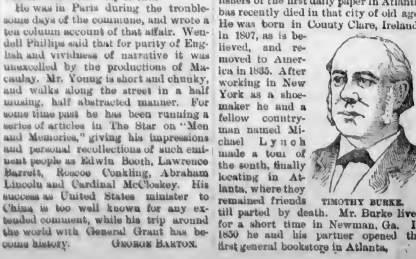 He was in Paris during the trouble-
some days of the commune, and wrote a
ten column account of that affair. Wen-
dell Phillips said that for purity of Eng-
lish and vividness of narrative it was
unexcelled by the productions of Ma-
caulay. Mr. Young is short and chunky,
and walks along the street in a half
musing, half abstracted manner. For
some time past he has been running a
series of articles in The Star on "Men
and Memories," giving his impressions
and personal recollections of such emi-
nent people as Edwin Booth, Lawrence
Barrett, Roscoe Conkling, Abraham
Lincoln and Cardinal McCloskey. His
success as United States minister to
China is too well known for any ex-
tended comment, while his trip around
the world with General Grant has be-
come history. GEORGE BARTON.
lishers of the first daily paper in Atlanta
has recently died in that city of old age
He was born in County Clare, Ireland
in 1807, as is be-
lieved, and re-
moved to Amer-
ica in 1835. After
working in New
York as a shoe-
maker he and a
fellow country-
man named Mi-
chael Lynch
made a tour of
the south, finally
locating in At-
lanta, where they
remained friends
TIMOTHY BURKE.
till parted by death. Mr. Burke live
for a short time in Newman, Ga. I
1850 he and his partner opened th
first general bookstore in Atlanta,